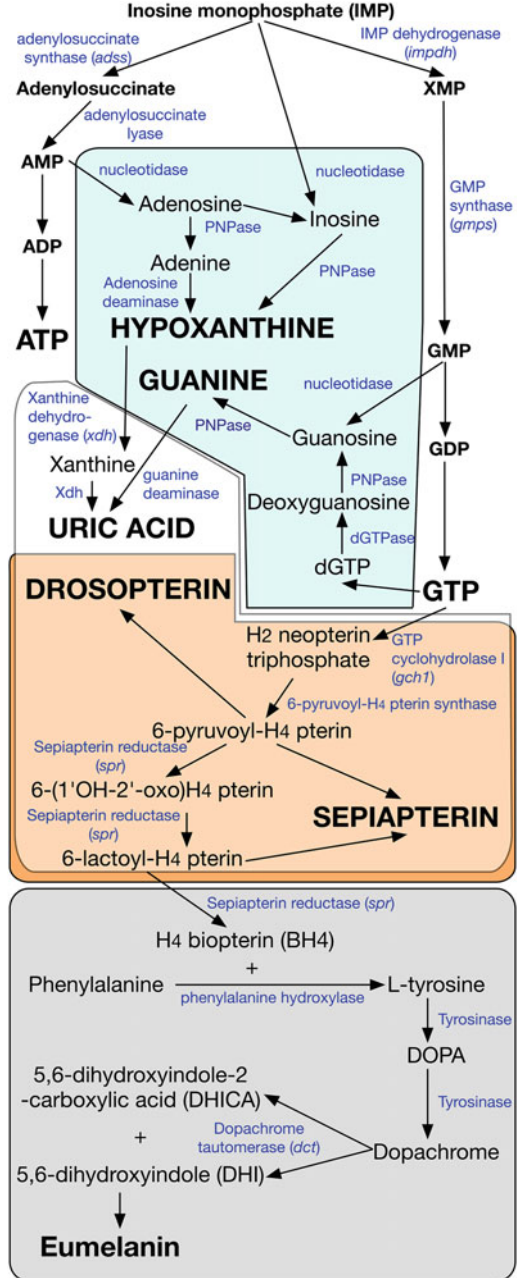 Inosine monophosphate (IMP)
adenylosuccinate
synthase (adss)
IMP dehydrogenase
(impdh)
Adenylosuccinate
XMP
adenylosuccinate
lyase
AMP
nucleotidase
nucleotidase
GMP
synthase
(gmps)
Adenosine
Inosine
PNPase
ADP
Adenine
PNPase
Adenosine
deaminase
HYPOXANTHINE
ATP
GMP
GUANINE
nucleotidase
Xanthine
dehydro-
genase (xdh)
PNPase
Guanosine
GDP
Xanthine
PNPase
Xdh
guanine
deaminase
Deoxyguanosine
URIC ACID
dGTPase
dGTP
GTP
DROSOPTERIN
H2 neopterin
triphosphate
GTP
cyclohydrolase I
(gch1)
6-pyruvoyl-H4 pterin synthase
6-pyruvoyl-H4 pterin
Sepiapterin reductase
(spr)
6-(1'OH-2'-oxo)H4 pterin
SEPIAPTERIN
Sepiapterin reductase
(spr)
6-lactoyl-H4 pterin
Sepiapterin reductase (spr)
H4 biopterin (BH4)
+
Phenylalanine
L-tyrosine
phenylalanine hydroxylase
Tyrosinase
DOPA
5,6-dihydroxyindole-2
-carboxylic acid (DHICA)
Tyrosinase
+
Dopachrome
tautomerase (dct)
Dopachrome
5,6-dihydroxyindole (DHI)
Eumelanin